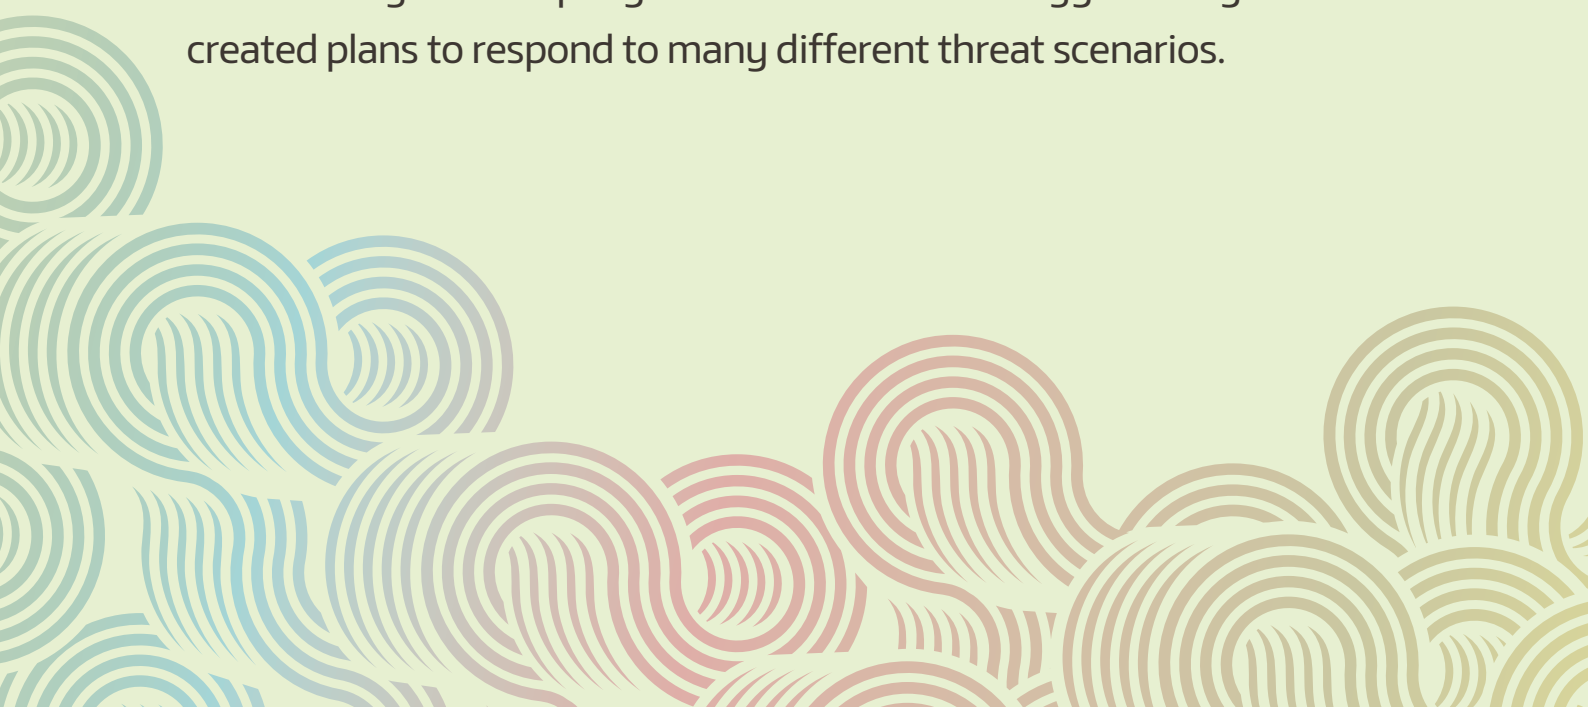 created plans to respond to many different threat scenarios.